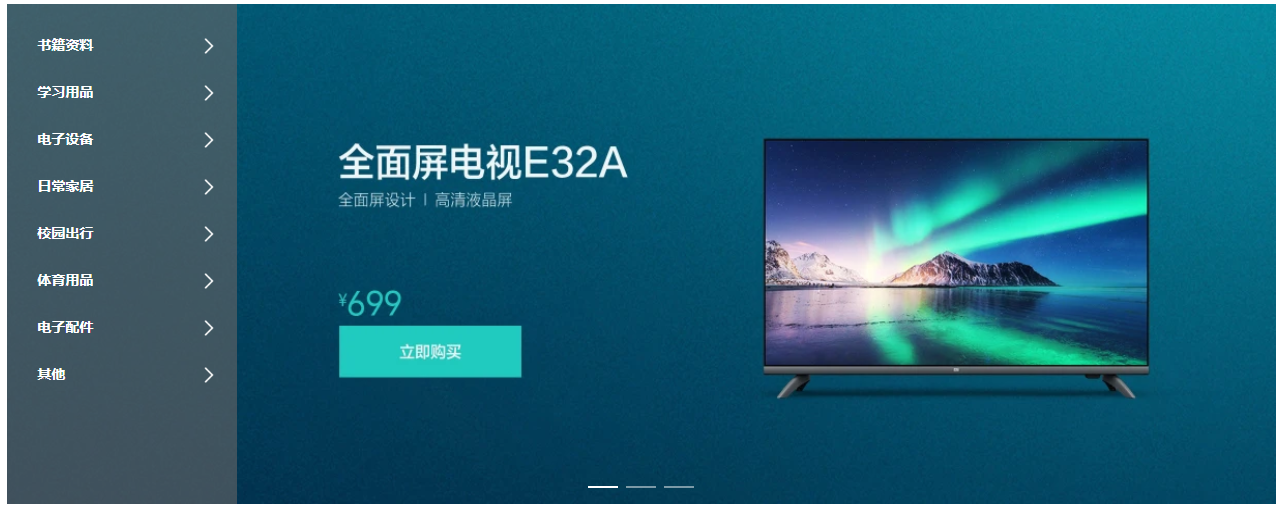 书籍资料
学习用品
电子设备
日常家居
校园出行
体育用品
电子配件
其他
全面屏电视E32A
全面屏设计 | 高清液晶屏
¥699
立即购买